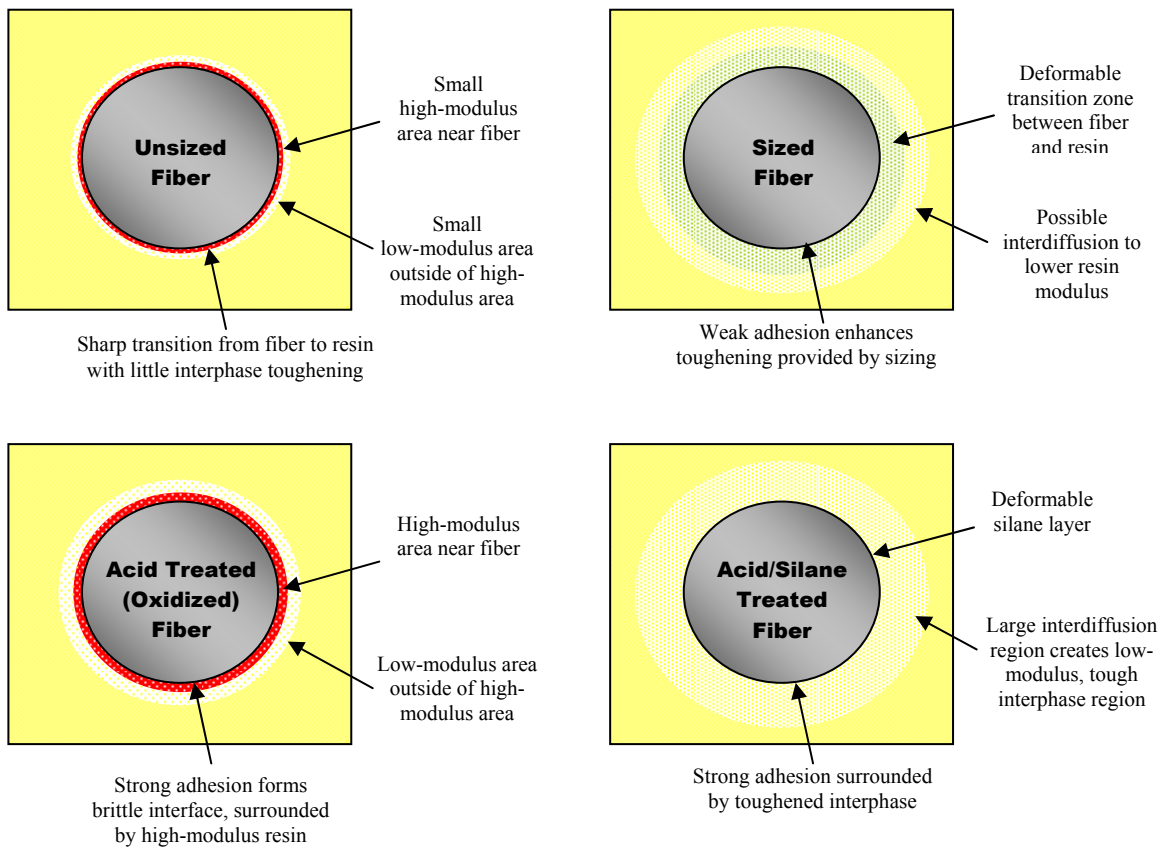 Unsized
Fiber
Small
high-modulus
area near fiber
Small
low-modulus area
outside of high-
modulus area
Sharp transition from fiber to resin
with little interphase toughening
Sized
Fiber
Deformable
transition zone
between fiber
and resin
Possible
interdiffusion to
lower resin
modulus
Weak adhesion enhances
toughening provided by sizing
Acid Treated
(Oxidized)
Fiber
High-modulus
area near fiber
Low-modulus area
outside of high-
modulus area
Strong adhesion forms
brittle interface, surrounded
by high-modulus resin
Acid/Silane
Treated
Fiber
Deformable
silane layer
Large interdiffusion
region creates low-
modulus, tough
interphase region
Strong adhesion surrounded
by toughened interphase